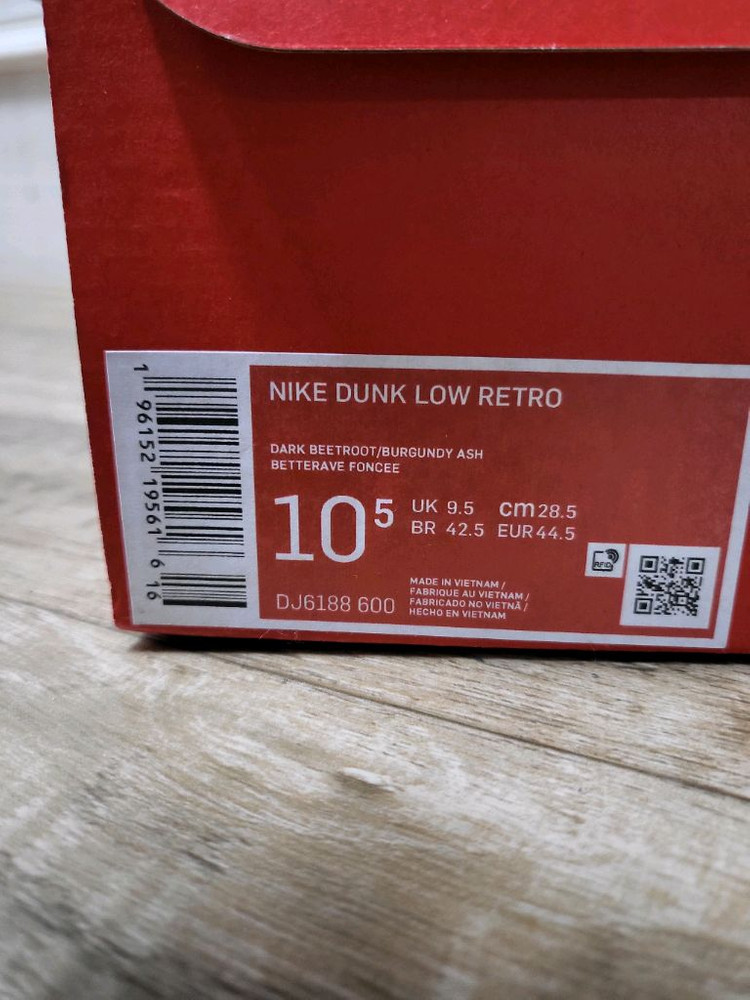 1 96152 19561 6 16
NIKE DUNK LOW RETRO
DARK BEETROOT/BURGUNDY ASH
BETTERAVE FONCEE
10 5
UK 9.5 cm 28.5
BR 42.5 EUR 44.5
RFID
DJ6188 600
MADE IN VIETNAM /
FABRIQUE AU VIETNAM /
FABRICADO NO VIETNÃ /
HECHO EN VIETNAM